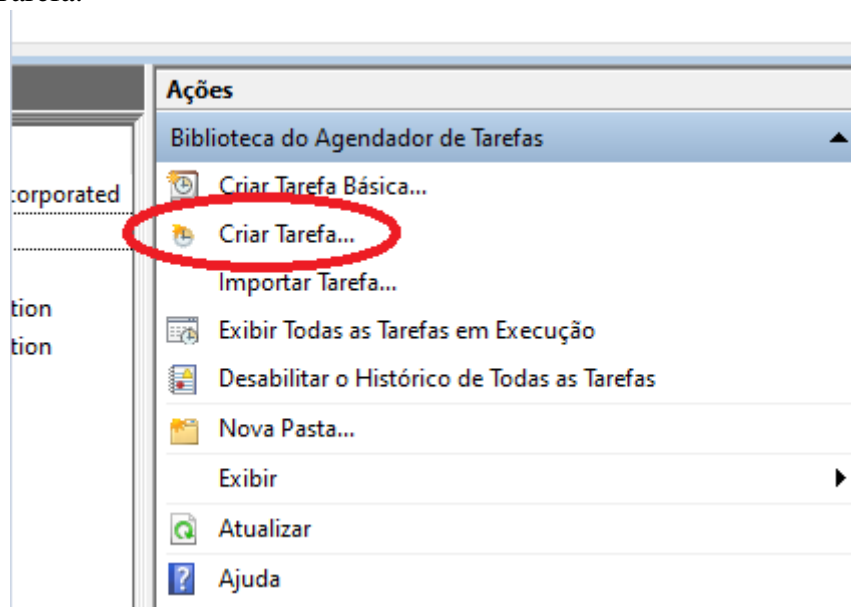 Ações
Biblioteca do Agendador de Tarefas
Criar Tarefa Básica...
orporated
Criar Tarefa...
Importar Tarefa...
tion
Exibir Todas as Tarefas em Execução
tion
Desabilitar o Histórico de Todas as Tarefas
Nova Pasta...
Exibir
Atualizar
Ajuda